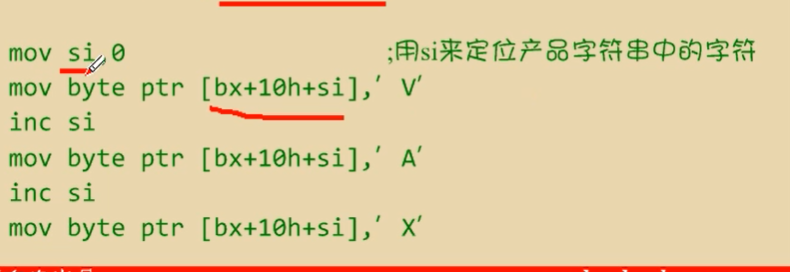 mov si,0 ;用si来定位产品字符串中的字符
mov byte ptr [bx+10h+si],' V'
inc si
mov byte ptr [bx+10h+si],' A'
inc si
mov byte ptr [bx+10h+si],' X'